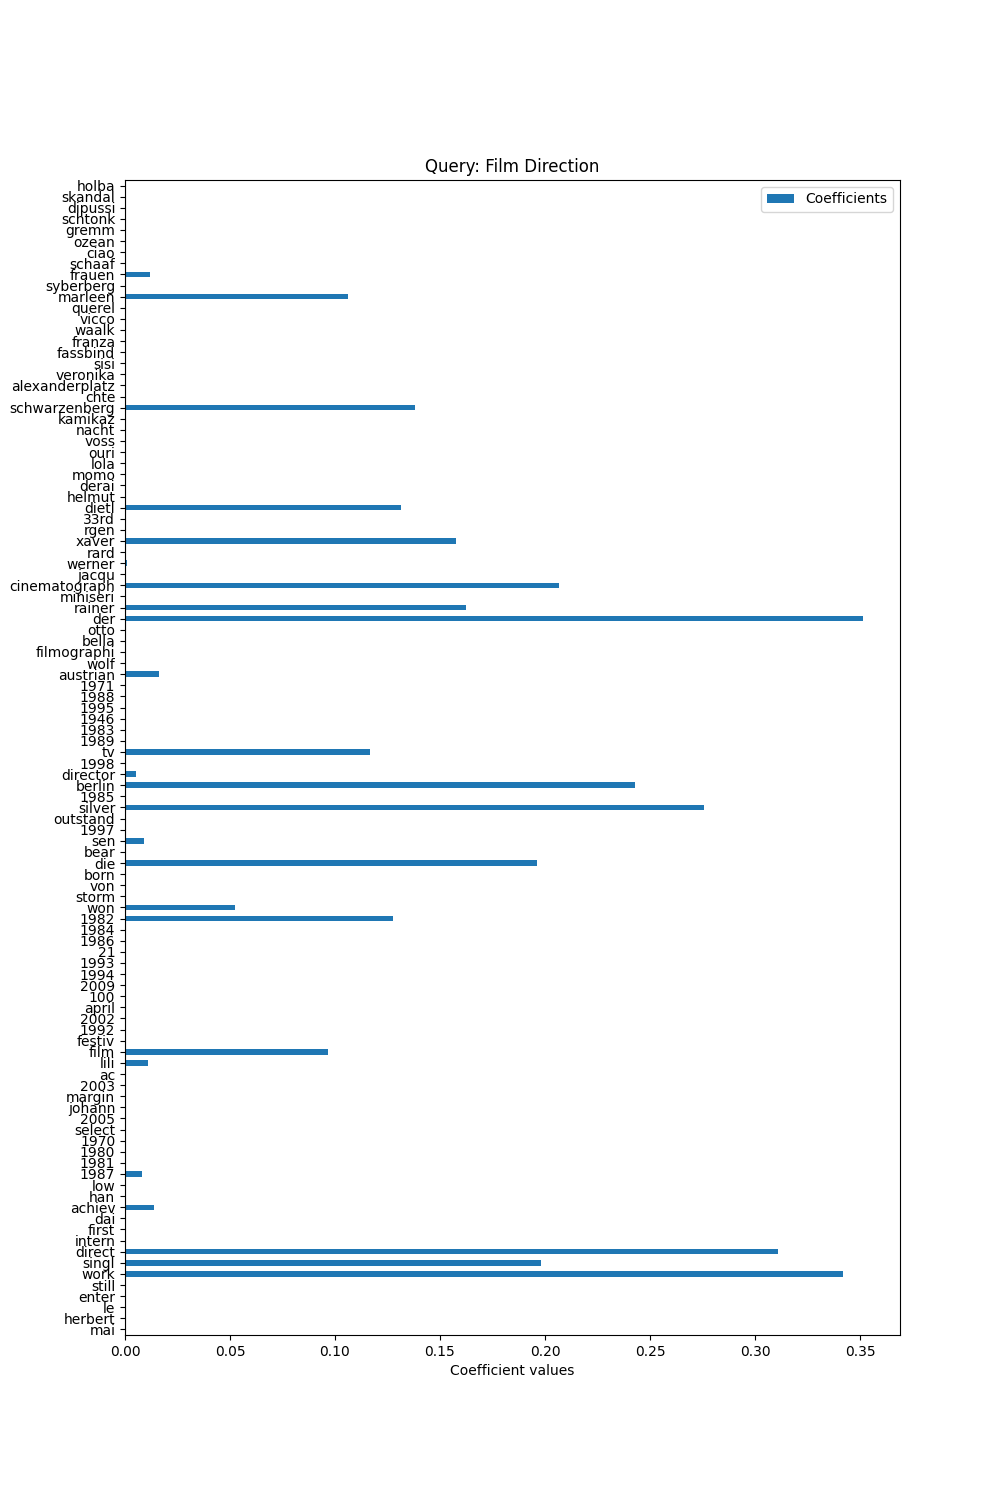 Query: Film Direction
Coefficients
holba
skandal
dipussi
schtonk
gremm
ozean
ciao
schaaf
frauen
syberberg
marleen
querel
vicco
waalk
franza
fassbind
sisi
veronika
alexanderplatz
chte
schwarzenberg
kamikaz
nacht
voss
ouri
lola
momo
derai
helmut
dietl
33rd
rgen
xaver
rard
werner
jacqu
cinematograph
miniseri
rainer
der
otto
bella
filmographi
wolf
austrian
1971
1988
1995
1946
1983
1989
tv
1998
director
berlin
1985
silver
outstand
1997
sen
bear
die
born
von
storm
won
1982
1984
1986
21
1993
1994
2009
100
april
2002
1992
festiv
film
lili
ac
2003
margin
johann
2005
select
1970
1980
1981
1987
low
han
achiev
dai
first
intern
direct
singl
work
still
enter
le
herbert
mai
0.00 0.05 0.10 0.15 0.20 0.25 0.30 0.35
Coefficient values